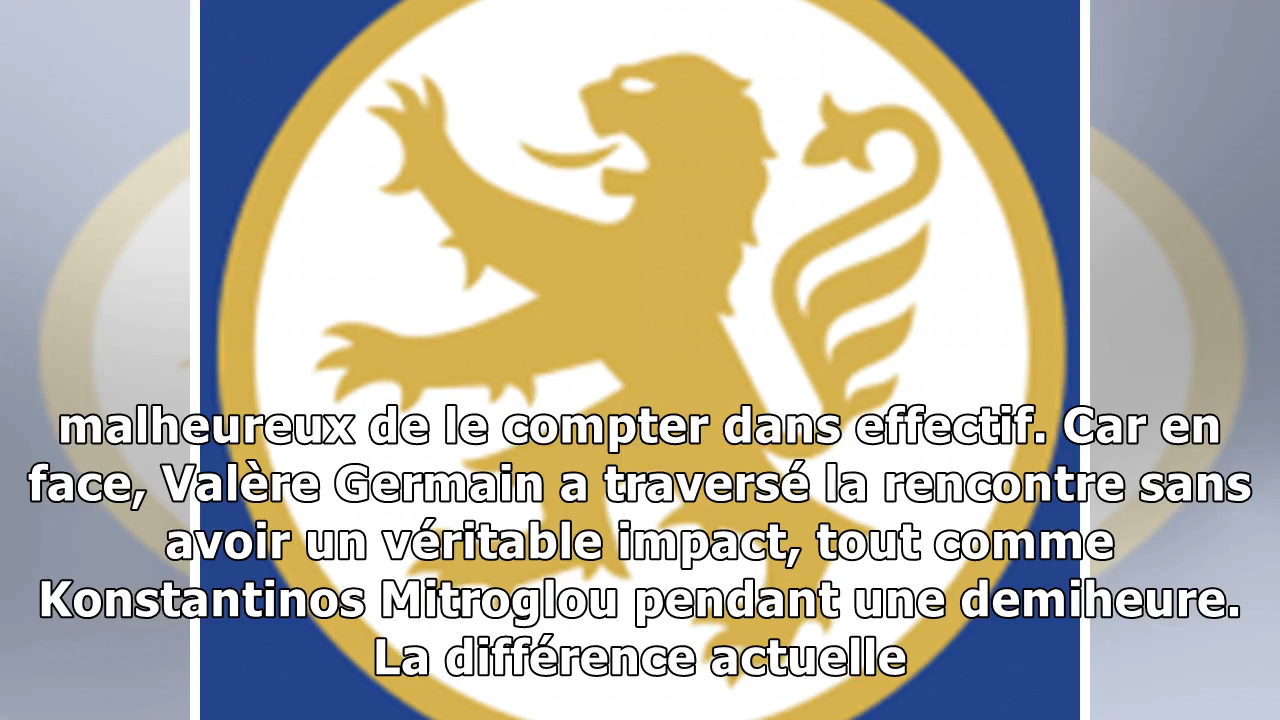 malheureux de le compter dans effectif. Car en
face, Valère Germain a traversé la rencontre sans
avoir un véritable impact, tout comme
Konstantinos Mitroglou pendant une demiheure.
La différence actuelle